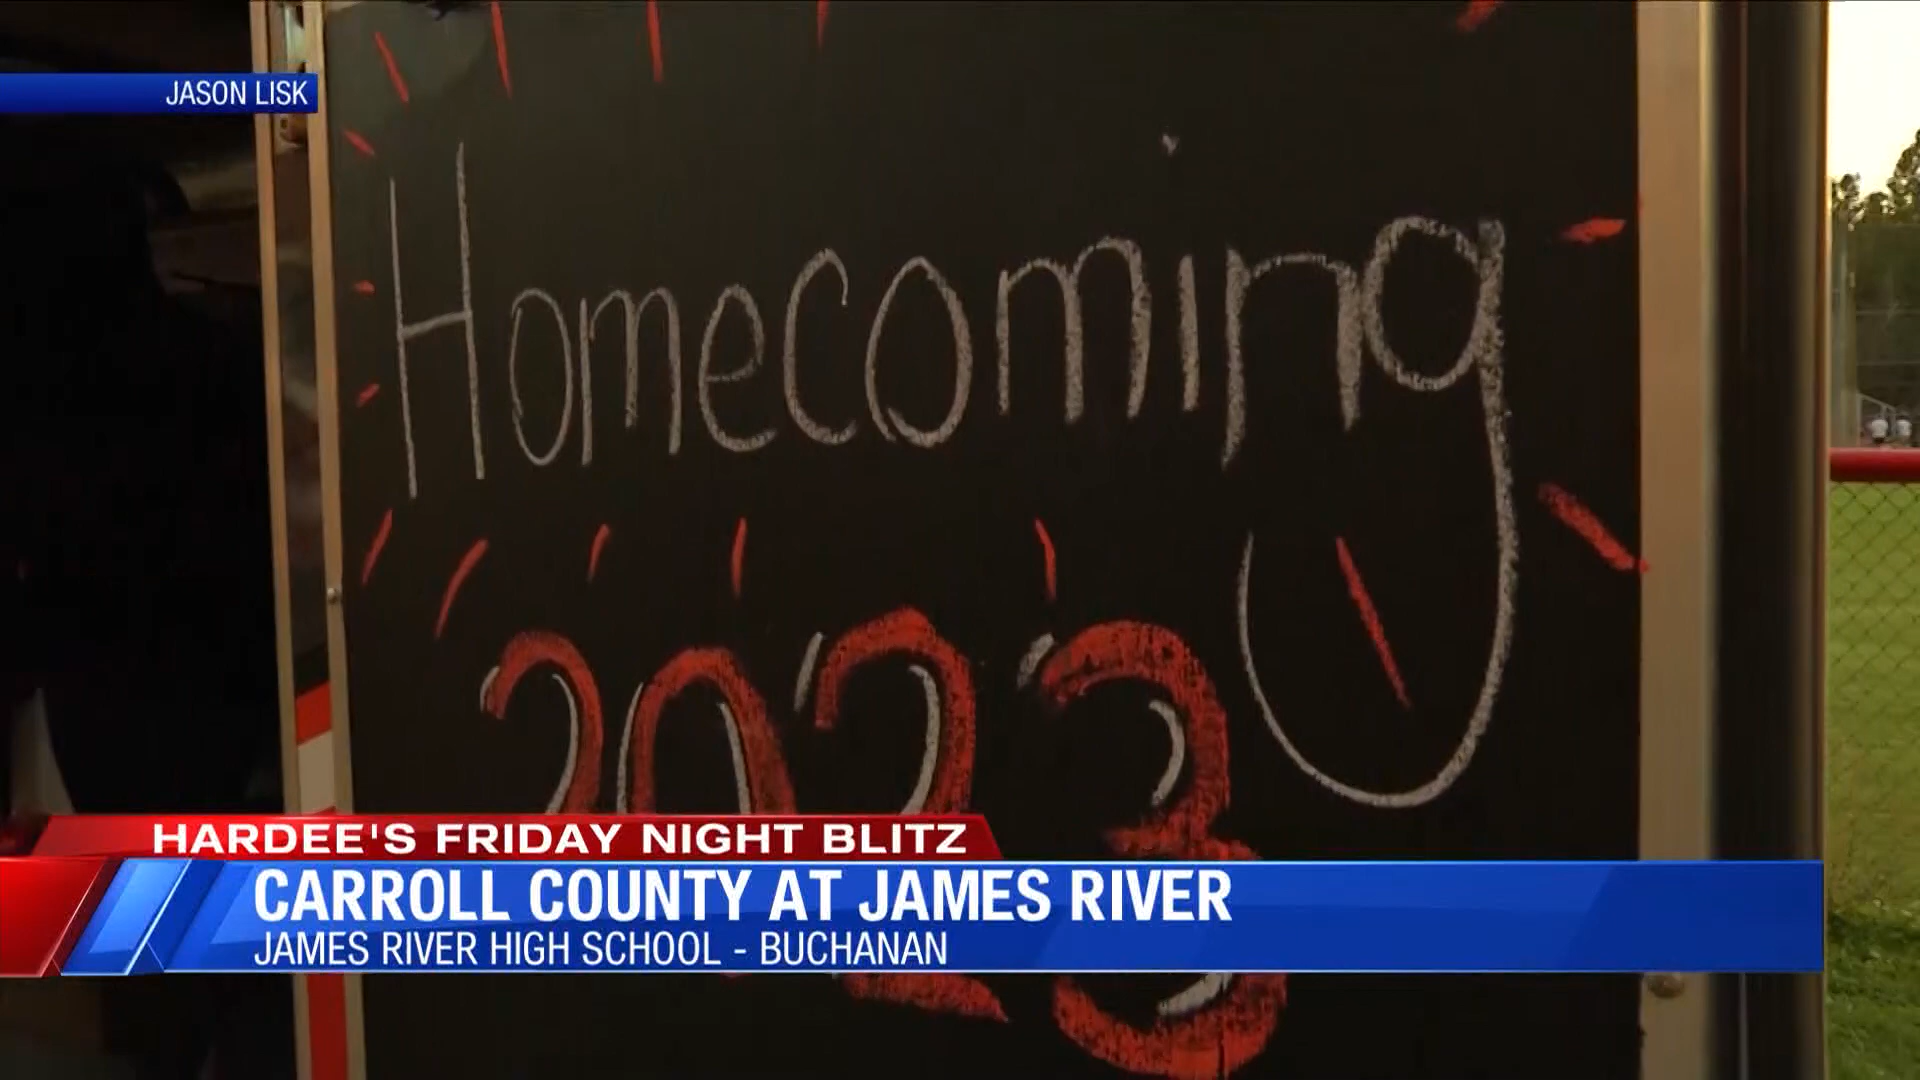 JASON LISK
Homecoming
2023
HARDEE'S FRIDAY NIGHT BLITZ
CARROLL COUNTY AT JAMES RIVER
JAMES RIVER HIGH SCHOOL - BUCHANAN